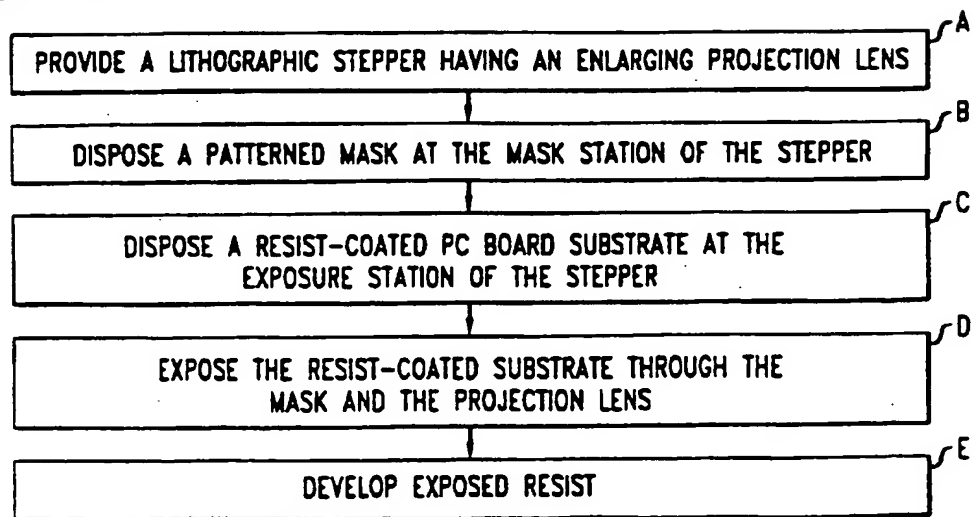 A
PROVIDE A LITHOGRAPHIC STEPPER HAVING AN ENLARGING PROJECTION LENS
B
DISPOSE A PATTERNED MASK AT THE MASK STATION OF THE STEPPER
C
DISPOSE A RESIST-COATED PC BOARD SUBSTRATE AT THE
EXPOSURE STATION OF THE STEPPER
D
EXPOSE THE RESIST-COATED SUBSTRATE THROUGH THE
MASK AND THE PROJECTION LENS
E
DEVELOP EXPOSED RESIST